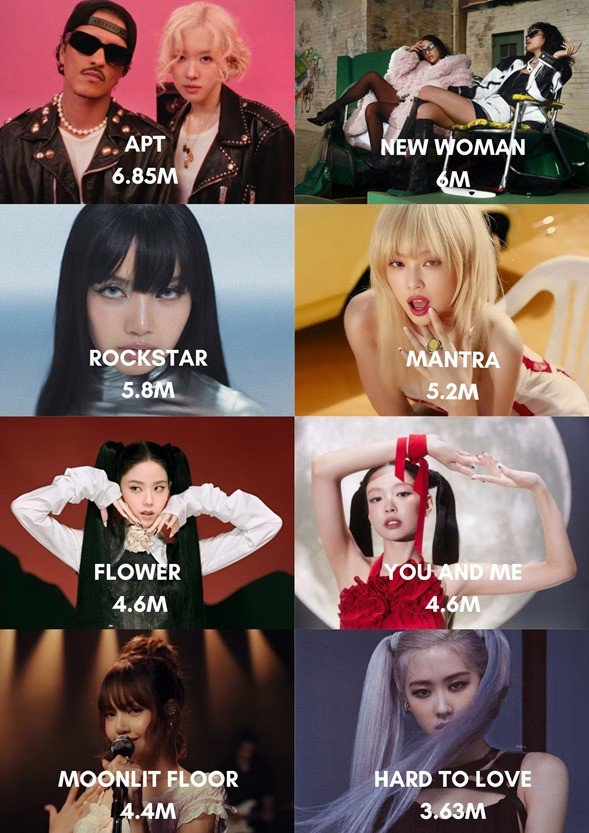 APT
6.85M
NEW WOMAN
6M
ROCKSTAR
5.8M
MANTRA
5.2M
FLOWER
4.6M
YOU AND ME
4.6M
MOONLIT FLOOR
4.4M
HARD TO LOVE
3.63M